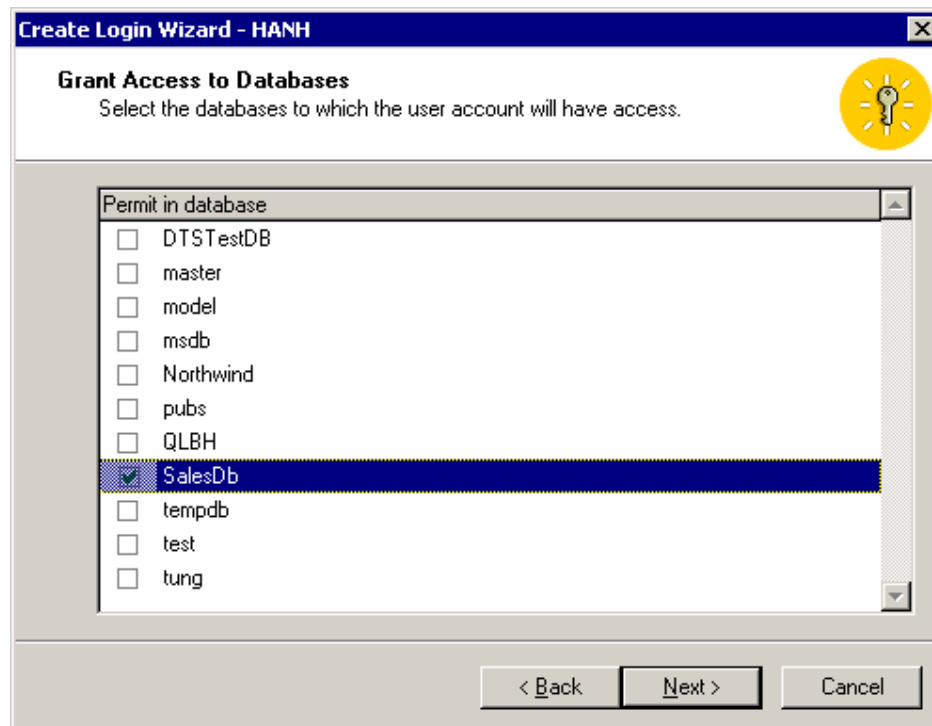 Create Login Wizard - HANH
Grant Access to Databases
Select the databases to which the user account will have access.
Permit in database
DTSTestDB
master
model
msdb
Northwind
pubs
QLBH
SalesDb
tempdb
test
tung
< Back
Next >
Cancel